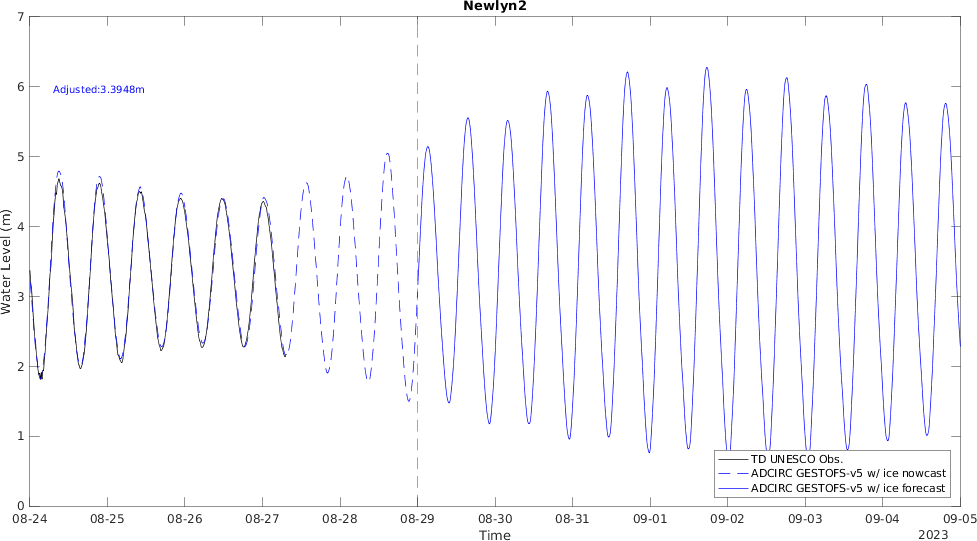 Newlyn2
7
6
5
4
3
2
1
0
Water Level (m)
Adjusted:3.3948m
TD UNESCO Obs.
ADCIRC GESTOFS-v5 w/ ice nowcast
ADCIRC GESTOFS-v5 w/ ice forecast
08-24 08-25 08-26 08-27 08-28 08-29 08-30 08-31 09-01 09-02 09-03 09-04 09-05
Time
2023